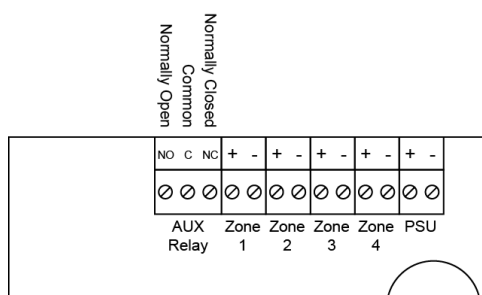 Normally Open
Common
Normally Closed
NO C NC + - + - + - + - + -
AUX Relay
Zone 1
Zone 2
Zone 3
Zone 4
PSU